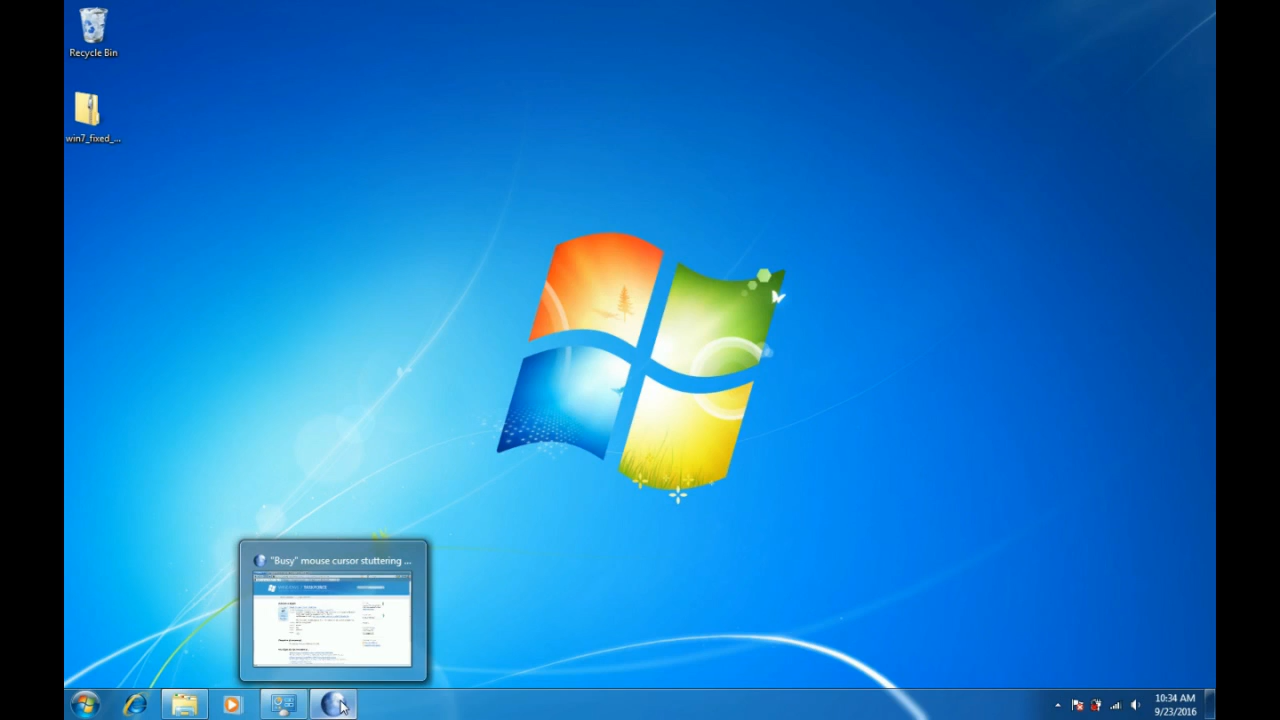 Recycle Bin
win7_fixed_...
"Busy" mouse cursor stuttering ...
10:34 AM
9/23/2016